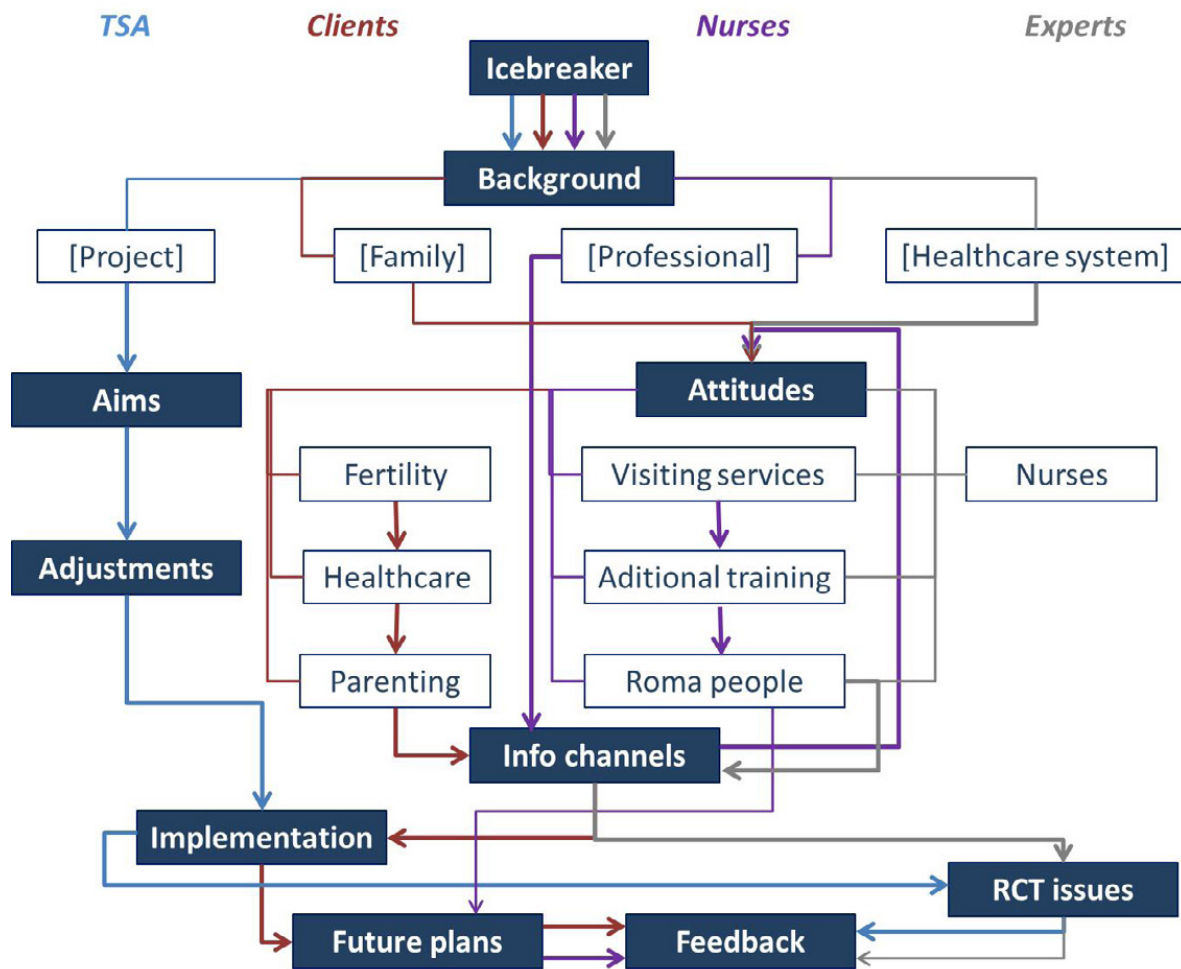 TSA
Clients
Nurses
Experts
Icebreaker
Background
[Project]
[Family]
[Professional]
[Healthcare system]
Aims
Attitudes
Fertility
Visiting services
Nurses
Adjustments
Healthcare
Aditional training
Parenting
Roma people
Info channels
Implementation
RCT issues
Future plans
Feedback